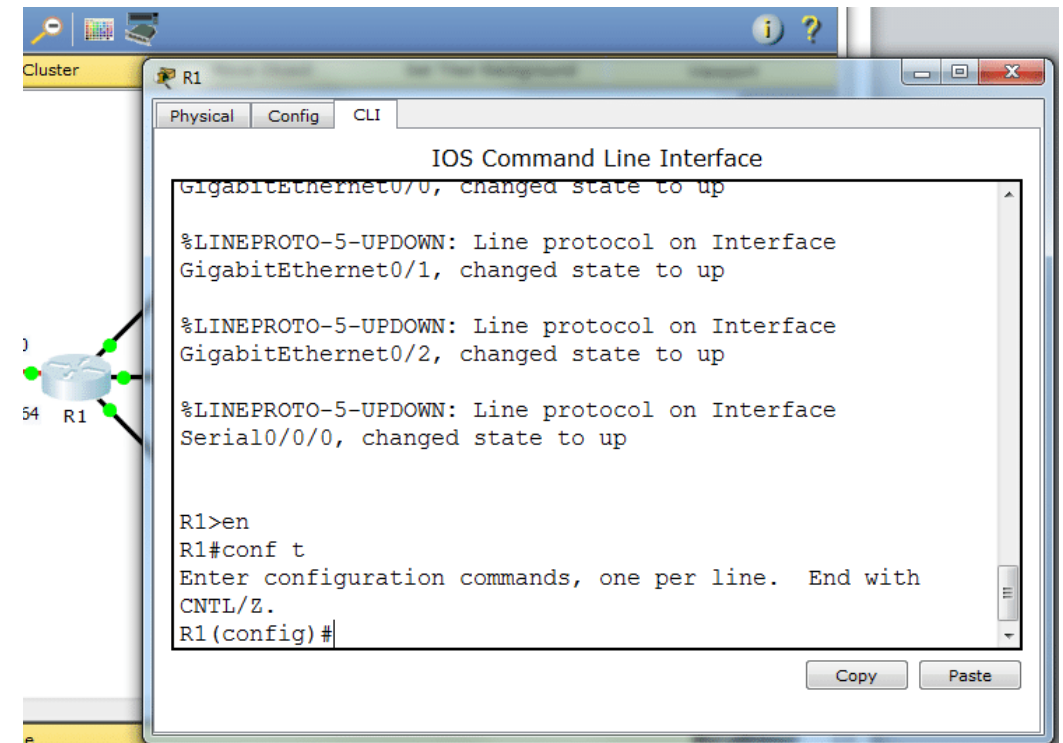 Cluster
R1
Physical Config CLI
IOS Command Line Interface
GigabitEthernet0/0, changed state to up
%LINEPROTO-5-UPDOWN: Line protocol on Interface
GigabitEthernet0/1, changed state to up
%LINEPROTO-5-UPDOWN: Line protocol on Interface
GigabitEthernet0/2, changed state to up
%LINEPROTO-5-UPDOWN: Line protocol on Interface
Serial0/0/0, changed state to up
R1>en
R1#conf t
Enter configuration commands, one per line.  End with
CNTL/Z.
R1(config)#
Copy Paste
0
64 R1